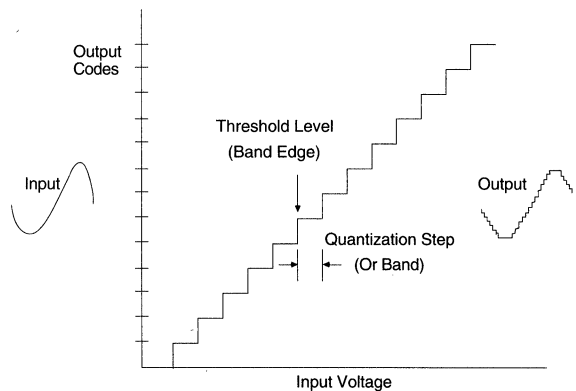 Output
Codes
Threshold Level
(Band Edge)
Input
Output
Quantization Step
(Or Band)
Input Voltage